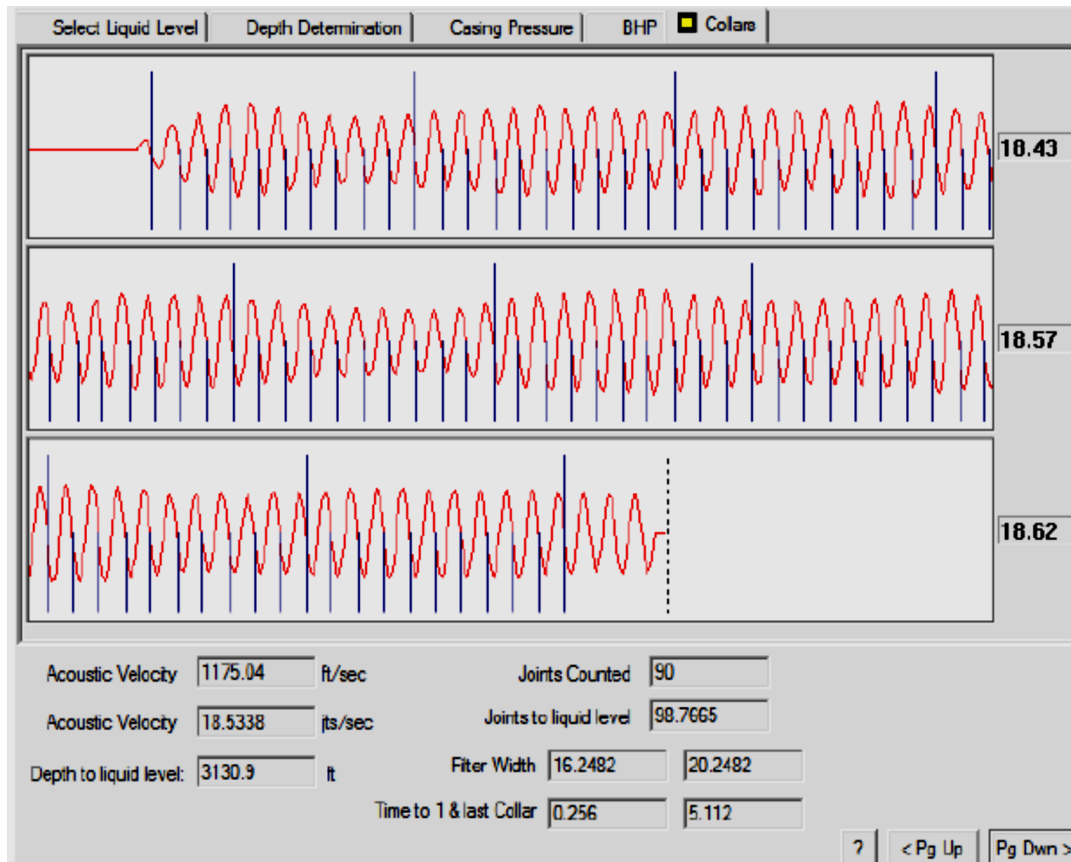 Select Liquid Level Depth Determination Casing Pressure BHP Collars
18.43
18.57
18.62
Acoustic Velocity 1175.04 ft/sec Joints Counted 90
Acoustic Velocity 18.5338 jts/sec Joints to liquid level 98.7665
Depth to liquid level: 3130.9 ft Filter Width 16.2482 20.2482
Time to 1 & last Collar 0.256 5.112
? < Pg Up Pg Dwn >